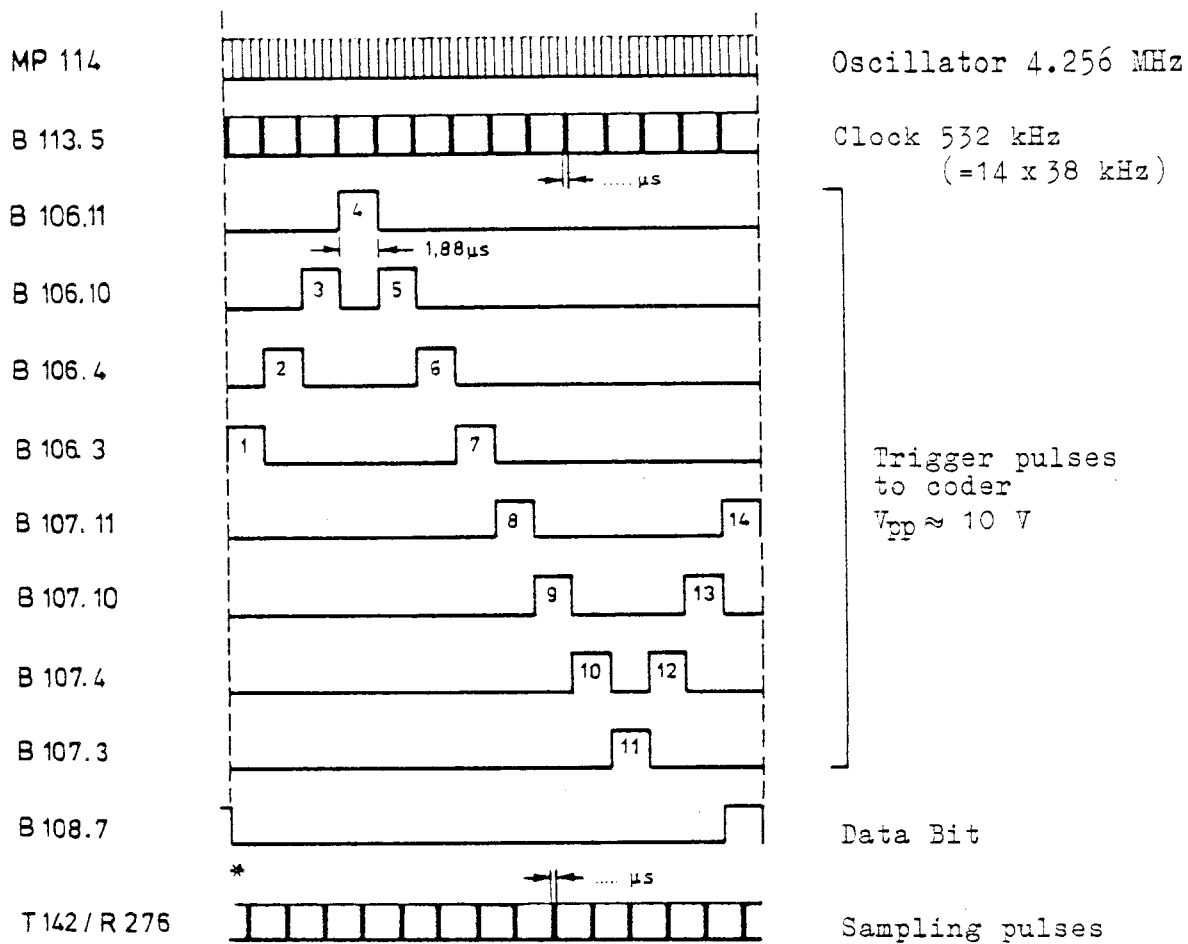 MP 114
Oscillator 4.256 MHz
B 113.5
Clock 532 kHz
(=14 x 38 kHz)
..... µs
B 106.11
4
1,88µs
B 106.10
3 5
B 106.4
2 6
B 106.3
1 7
Trigger pulses
to coder
Vpp ≈ 10 V
B 107.11
8 14
B 107.10
9 13
B 107.4
10 12
B 107.3
11
B 108.7
Data Bit
*
..... µs
T 142 / R 276
Sampling pulses